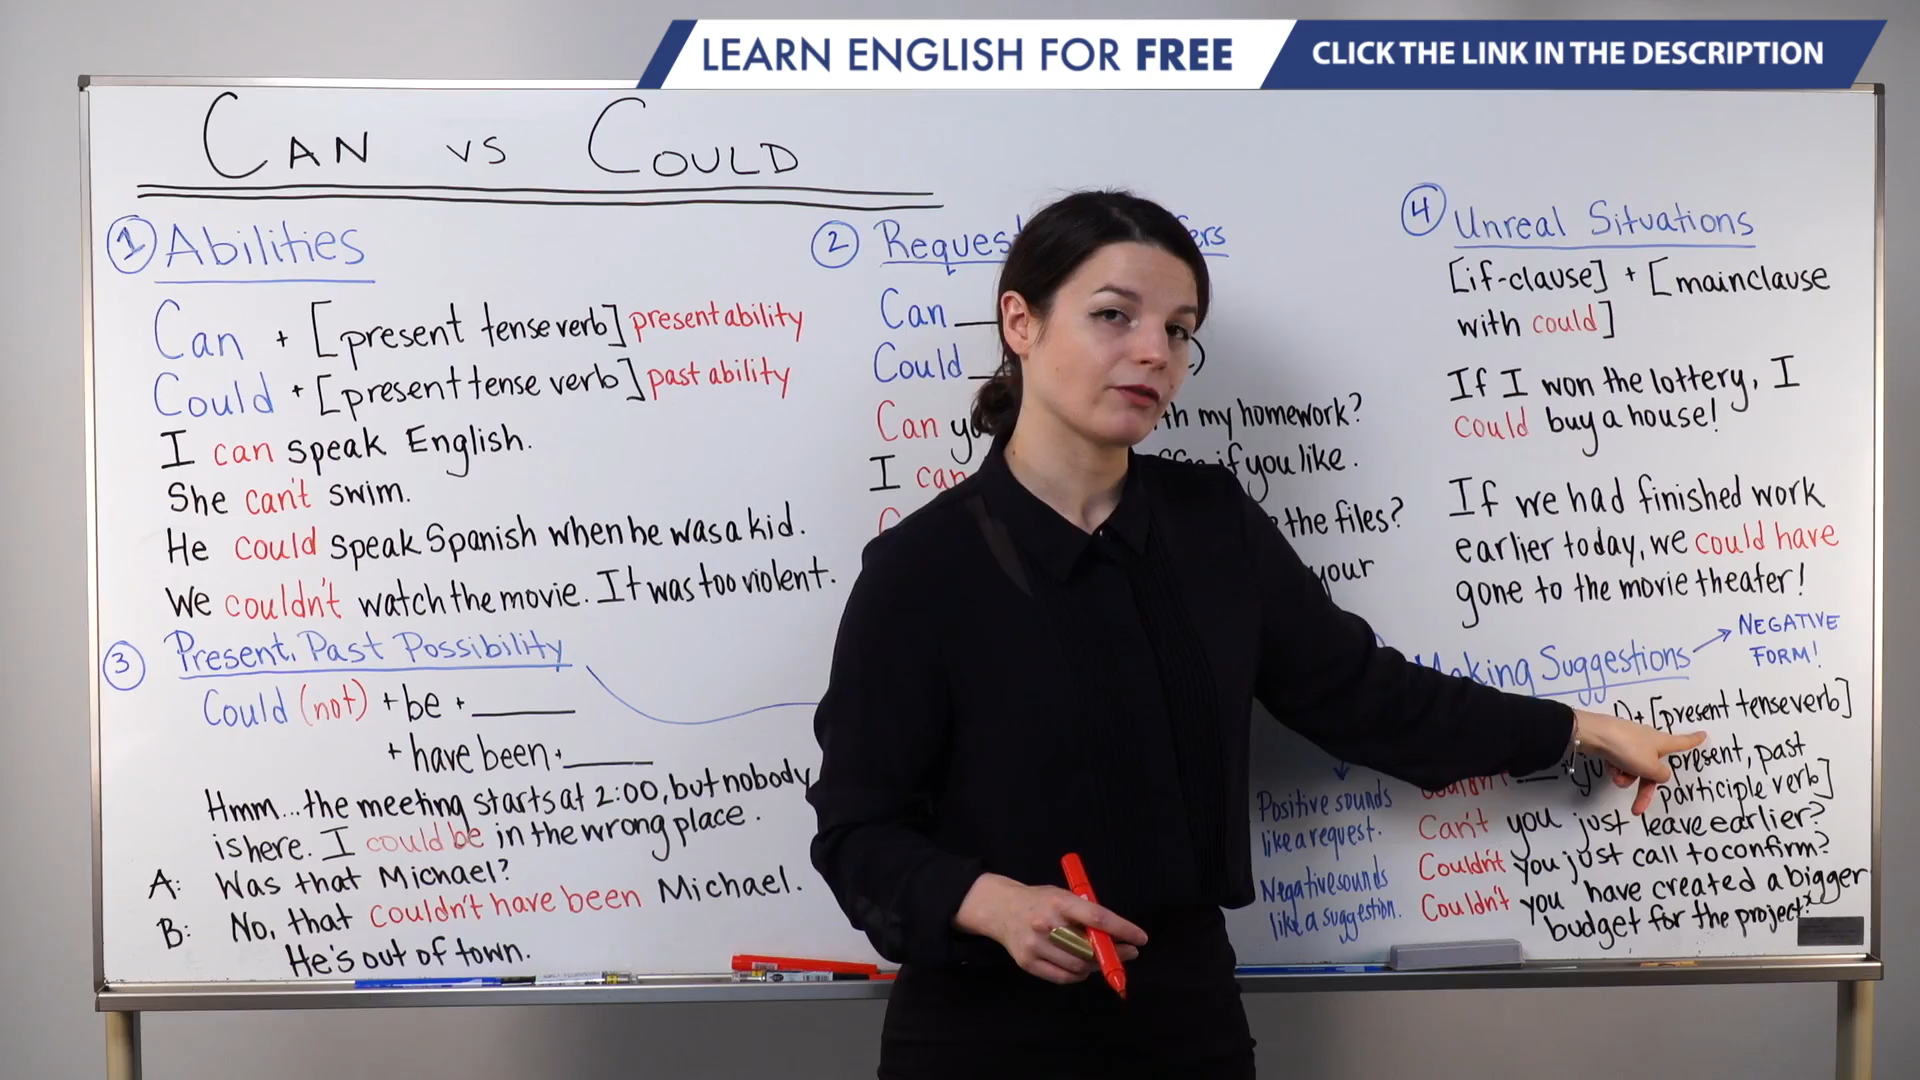 LEARN ENGLISH FOR FREE
CLICK THE LINK IN THE DESCRIPTION
CAN vs COULD
1 Abilities
Can + [present tense verb] present ability
Could + [present tense verb] past ability
I can speak English.
She can't swim.
He could speak Spanish when he was a kid.
We couldn't watch the movie. It was too violent.
2
Can
Could
Can
my homework?
I can
if you like.
the files?
your
3 Present, Past Possibility
Could (not) + be + ______
+ have been + ______
Hmm...the meeting starts at 2:00, but nobody
is here. I could be in the wrong place.
A: Was that Michael?
B: No, that couldn't have been Michael.
He's out of town.
4 Unreal Situations
[if-clause] + [main clause
with could]
If I won the lottery, I
could buy a house!
If we had finished work
earlier today, we could have
gone to the movie theater!
Suggestions → NEGATIVE
FORM!
+ [present tense verb]
present, past
participle verb]
Positive sounds
like a request.
Negative sounds
like a suggestion.
Can't you just leave earlier?
Couldn't you just call to confirm?
Couldn't you have created a bigger
budget for the project?